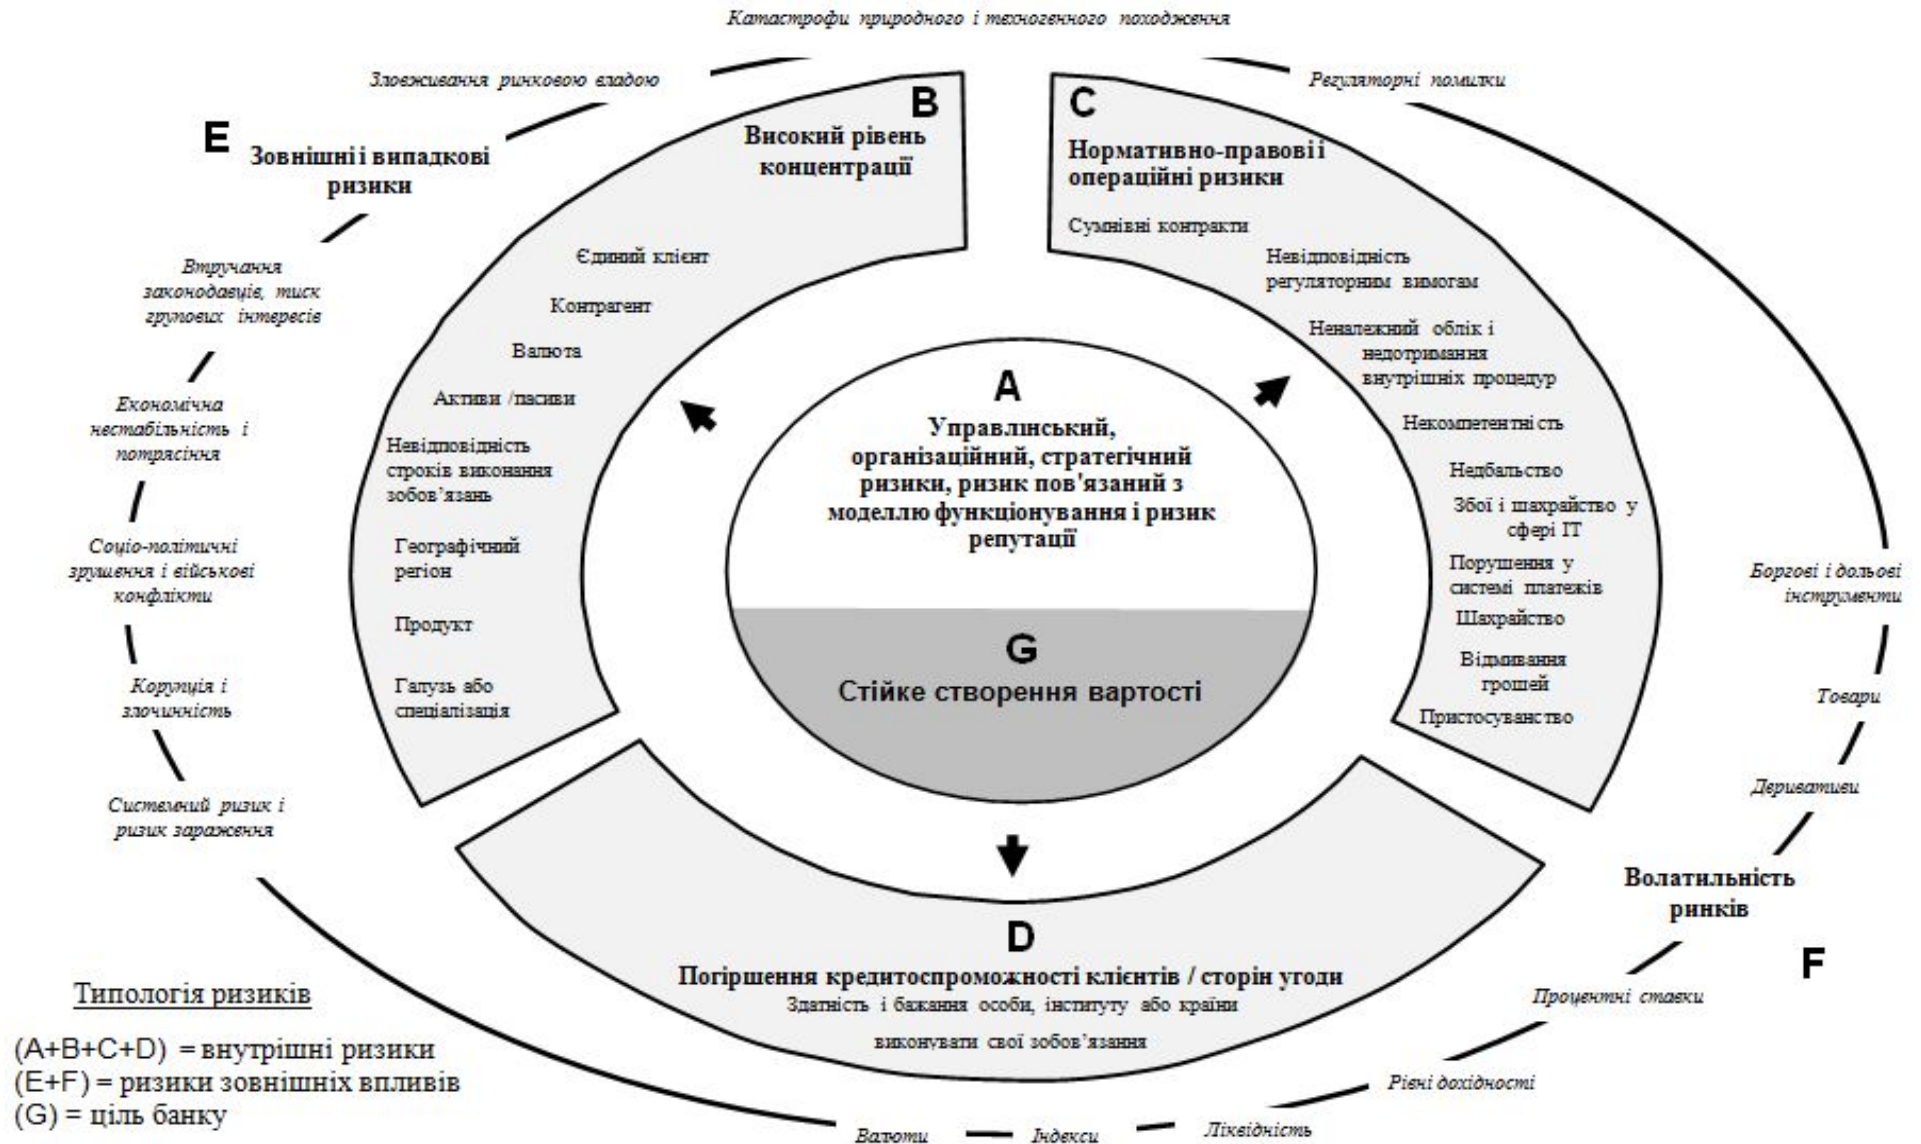 Катастрофи природного і техногенного походження
Зловживання ринковою владою
Регуляторні помилки
E
Зовнішні і випадкові
ризики
Втручання
законодавців, тиск
групових інтересів
Економічна
нестабільність і
потрясіння
Соціо-політичні
зрушення і військові
конфлікти
Корупція і
злочинність
Системний ризик і
ризик зараження
B
Високий рівень
концентрації
Єдиний клієнт
Контрагент
Валюта
Активи /пасиви
Невідповідність
строків виконання
зобов’язань
Географічний
регіон
Продукт
Галузь або
спеціалізація
C
Нормативно-правові і
операційні ризики
Сумнівні контракти
Невідповідність
регуляторним вимогам
Неналежний облік і
недотримання
внутрішніх процедур
Некомпетентність
Недбальство
Збої і шахрайство у
сфері ІТ
Порушення у
системі платежів
Шахрайство
Відмивання
грошей
Пристосуванство
A
Управлінський,
організаційний, стратегічний
ризики, ризик пов'язаний з
моделлю функціонування і ризик
репутації
G
Стійке створення вартості
D
Погіршення кредитоспроможності клієнтів / сторін угоди
Здатність і бажання особи, інституту або країни
виконувати свої зобов’язання
Боргові і дольові
інструменти
Товари
Деривативи
Волатильність
ринків
F
Процентні ставки
Рівні дохідності
Ліквідність
Індекси
Валюти
Типологія ризиків
(A+B+C+D) = внутрішні ризики
(E+F) = ризики зовнішніх впливів
(G) = ціль банку